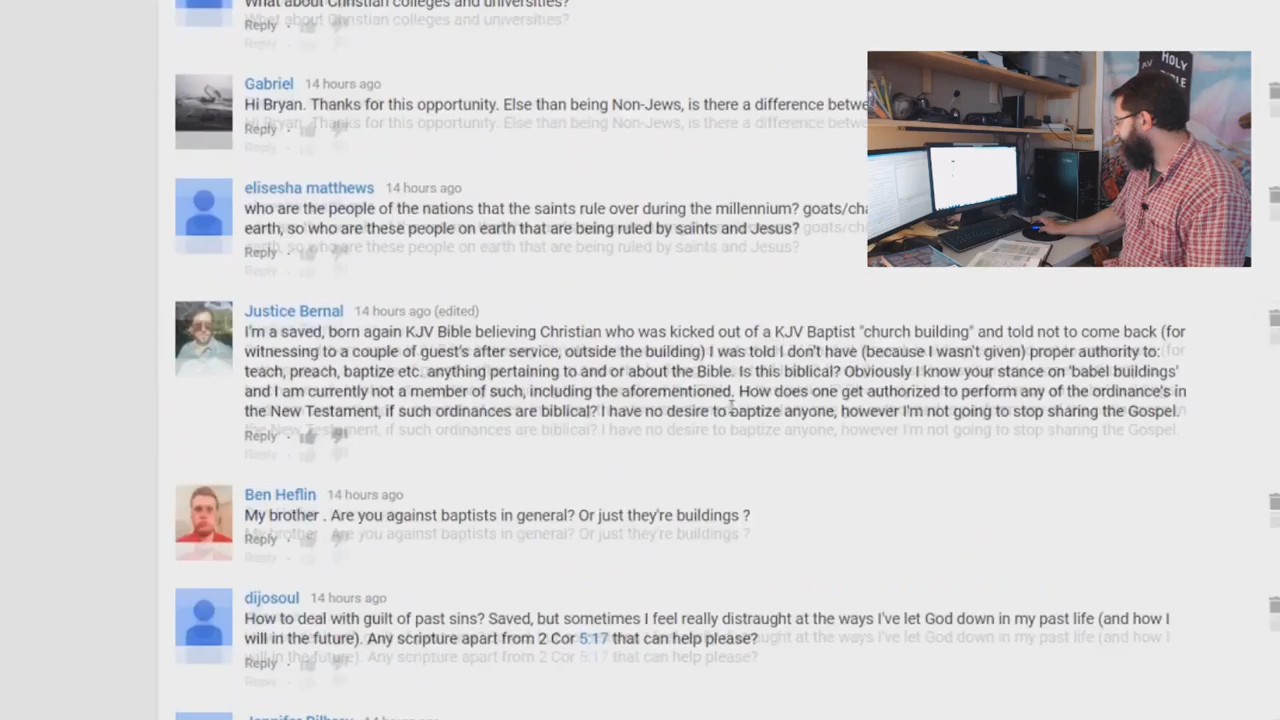 What about Christian colleges and universities?
Reply
Gabriel 14 hours ago
Hi Bryan. Thanks for this opportunity. Else than being Non-Jews, is there a difference betwe
Reply
elisesha matthews 14 hours ago
who are the people of the nations that the saints rule over during the millennium? goats/cha
earth, so who are these people on earth that are being ruled by saints and Jesus?
Reply
Justice Bernal 14 hours ago (edited)
I'm a saved, born again KJV Bible believing Christian who was kicked out of a KJV Baptist "church building" and told not to come back (for
witnessing to a couple of guest's after service, outside the building) I was told I don't have (because I wasn't given) proper authority to:
teach, preach, baptize etc. anything pertaining to and or about the Bible. Is this biblical? Obviously I know your stance on 'babel buildings'
and I am currently not a member of such, including the aforementioned. How does one get authorized to perform any of the ordinance's in
the New Testament, if such ordinances are biblical? I have no desire to baptize anyone, however I'm not going to stop sharing the Gospel.
Reply
Ben Heflin 14 hours ago
My brother . Are you against baptists in general? Or just they're buildings ?
Reply
dijosoul 14 hours ago
How to deal with guilt of past sins? Saved, but sometimes I feel really distraught at the ways I've let God down in my past life (and how I
will in the future). Any scripture apart from 2 Cor 5:17 that can help please?
Reply
Jennifer Bilbrey 14 hours ago
AV HOLY
BIBLE